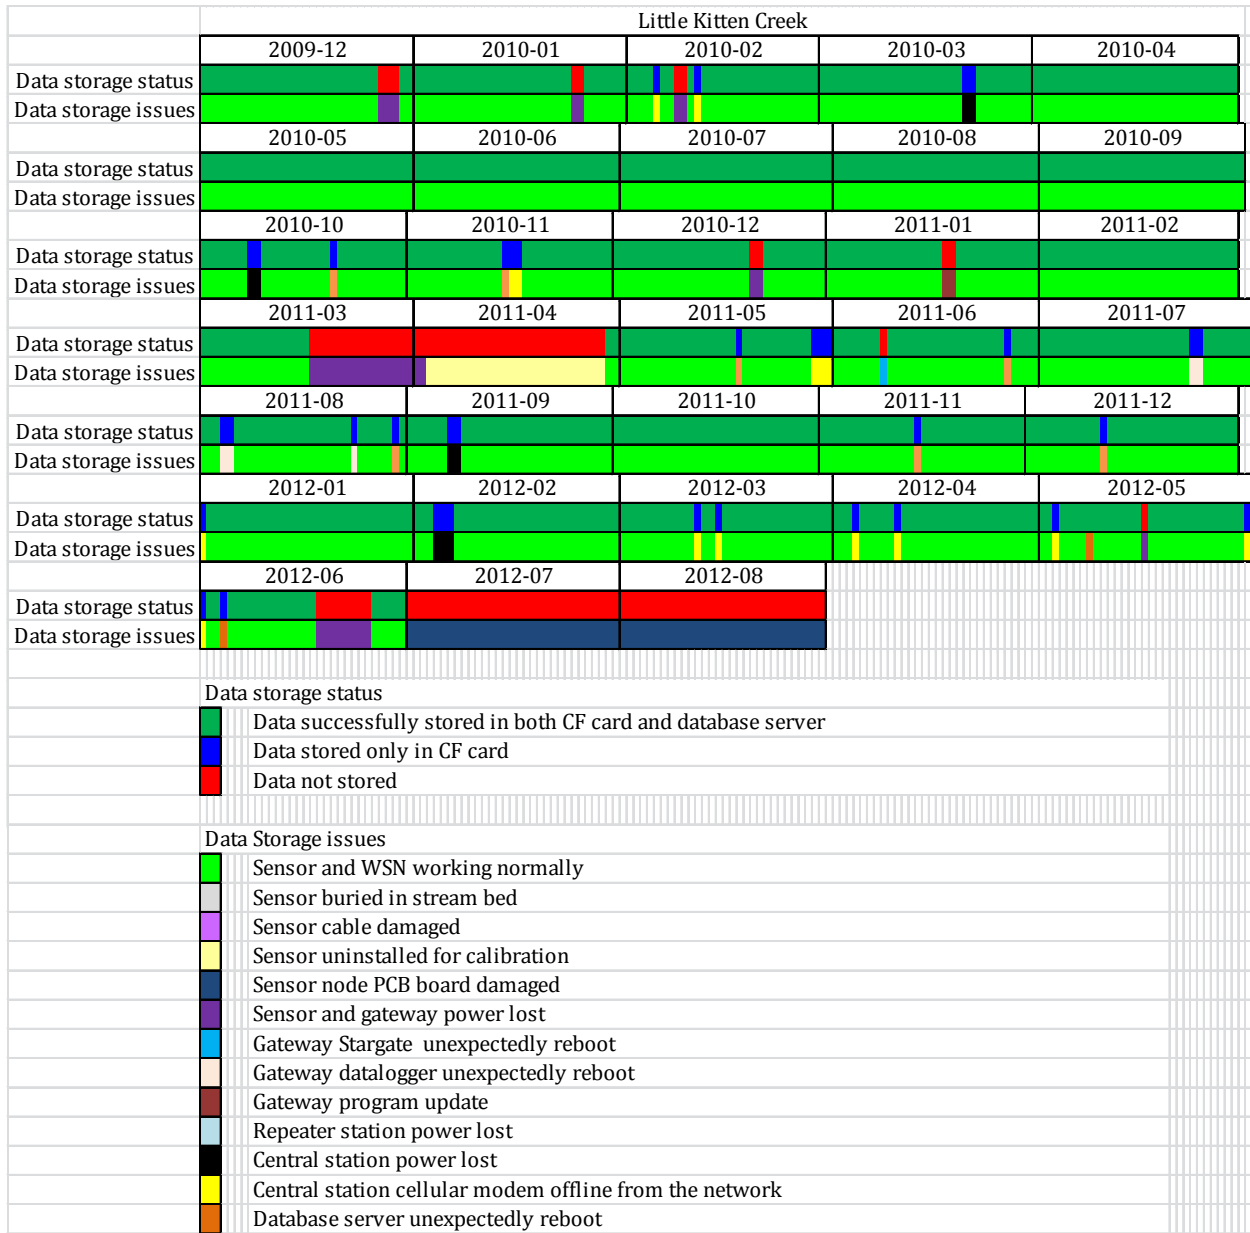 Little Kitten Creek
2009-12 2010-01 2010-02 2010-03 2010-04
Data storage status
Data storage issues
2010-05 2010-06 2010-07 2010-08 2010-09
Data storage status
Data storage issues
2010-10 2010-11 2010-12 2011-01 2011-02
Data storage status
Data storage issues
2011-03 2011-04 2011-05 2011-06 2011-07
Data storage status
Data storage issues
2011-08 2011-09 2011-10 2011-11 2011-12
Data storage status
Data storage issues
2012-01 2012-02 2012-03 2012-04 2012-05
Data storage status
Data storage issues
2012-06 2012-07 2012-08
Data storage status
Data storage issues
Data storage status
Data successfully stored in both CF card and database server
Data stored only in CF card
Data not stored
Data Storage issues
Sensor and WSN working normally
Sensor buried in stream bed
Sensor cable damaged
Sensor uninstalled for calibration
Sensor node PCB board damaged
Sensor and gateway power lost
Gateway Stargate unexpectedly reboot
Gateway datalogger unexpectedly reboot
Gateway program update
Repeater station power lost
Central station power lost
Central station cellular modem offline from the network
Database server unexpectedly reboot